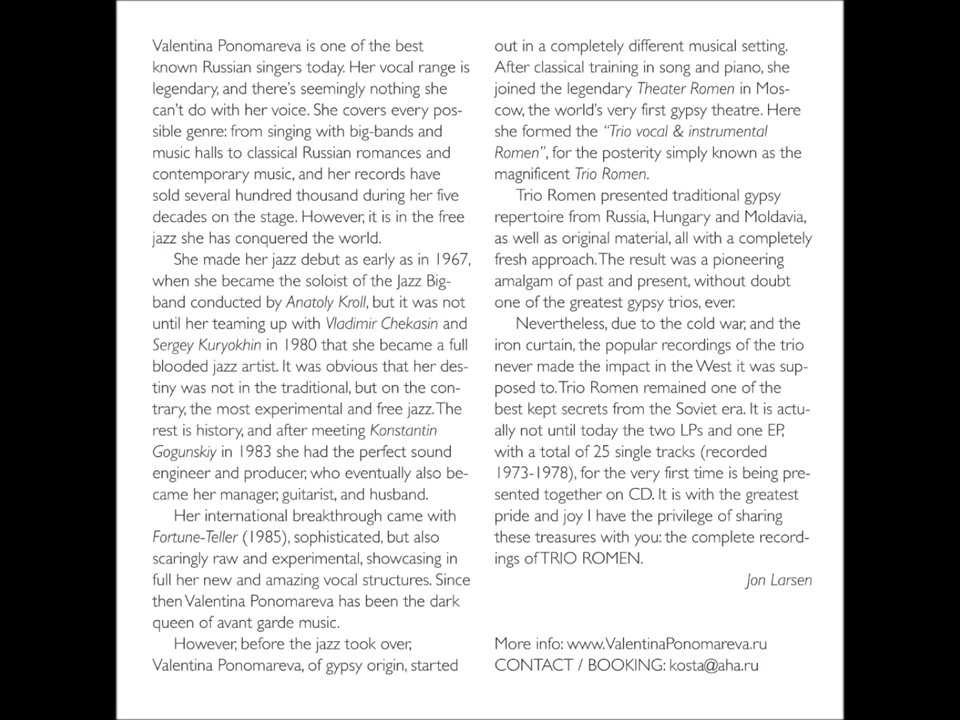 Valentina Ponomareva is one of the best
known Russian singers today. Her vocal range is
legendary, and there's seemingly nothing she
can't do with her voice. She covers every pos-
sible genre: from singing with big-bands and
music halls to classical Russian romances and
contemporary music, and her records have
sold several hundred thousand during her five
decades on the stage. However, it is in the free
jazz she has conquered the world.
She made her jazz debut as early as in 1967,
when she became the soloist of the Jazz Big-
band conducted by Anatoly Kroll, but it was not
until her teaming up with Vladimir Chekasin and
Sergey Kuryokhin in 1980 that she became a full
blooded jazz artist. It was obvious that her des-
tiny was not in the traditional, but on the con-
trary, the most experimental and free jazz. The
rest is history, and after meeting Konstantin
Gogunskiy in 1983 she had the perfect sound
engineer and producer, who eventually also be-
came her manager, guitarist, and husband.
Her international breakthrough came with
Fortune-Teller (1985), sophisticated, but also
scaringly raw and experimental, showcasing in
full her new and amazing vocal structures. Since
then Valentina Ponomareva has been the dark
queen of avant garde music.
However, before the jazz took over,
Valentina Ponomareva, of gypsy origin, started
out in a completely different musical setting.
After classical training in song and piano, she
joined the legendary Theater Romen in Mos-
cow, the world's very first gypsy theatre. Here
she formed the "Trio vocal & instrumental
Romen", for the posterity simply known as the
magnificent Trio Romen.
Trio Romen presented traditional gypsy
repertoire from Russia, Hungary and Moldavia,
as well as original material, all with a completely
fresh approach. The result was a pioneering
amalgam of past and present, without doubt
one of the greatest gypsy trios, ever.
Nevertheless, due to the cold war, and the
iron curtain, the popular recordings of the trio
never made the impact in the West it was sup-
posed to. Trio Romen remained one of the
best kept secrets from the Soviet era. It is actu-
ally not until today the two LPs and one EP,
with a total of 25 single tracks (recorded
1973-1978), for the very first time is being pre-
sented together on CD. It is with the greatest
pride and joy I have the privilege of sharing
these treasures with you: the complete record-
ings of TRIO ROMEN.
Jon Larsen
More info: www.ValentinaPonomareva.ru
CONTACT / BOOKING: kosta@aha.ru